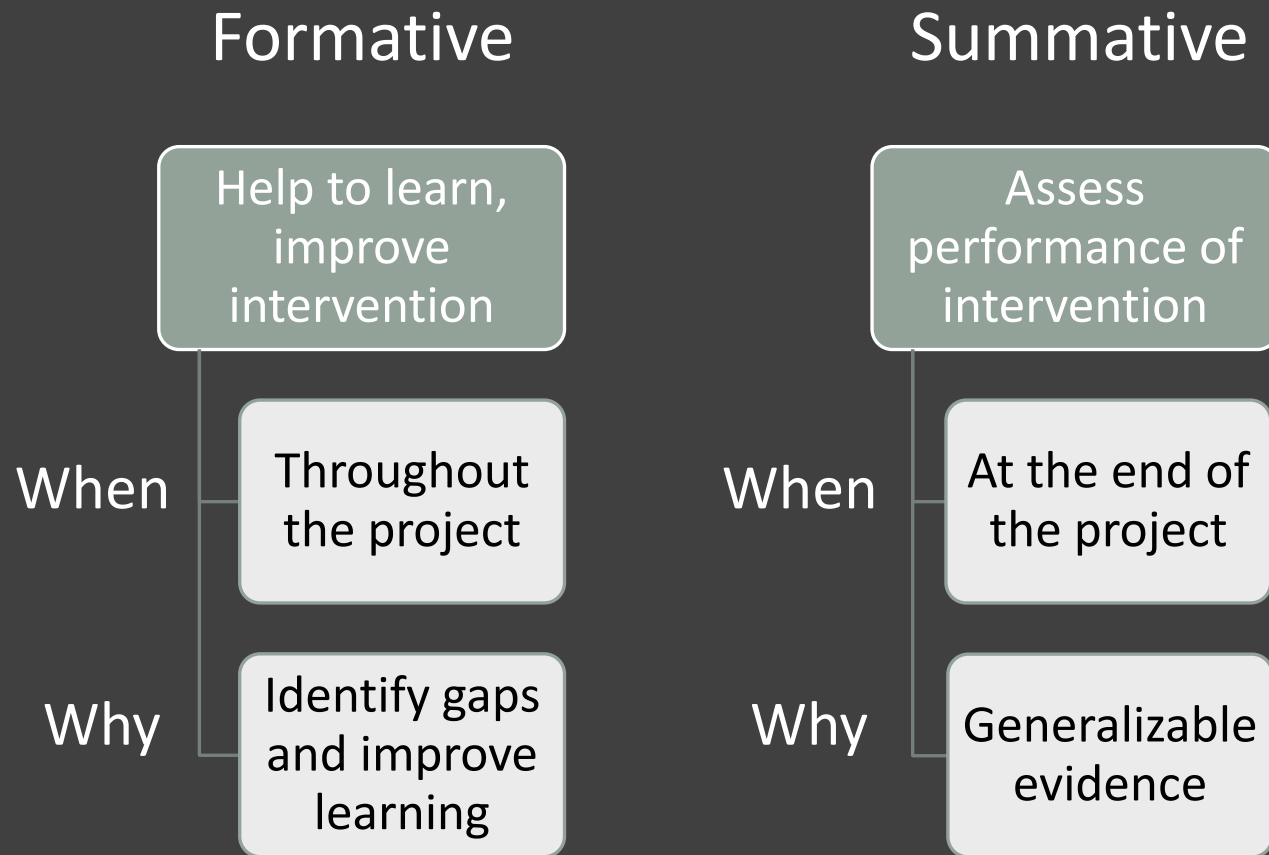 Formative
Help to learn,
improve
intervention
When
Throughout
the project
Why
Identify gaps
and improve
learning
Summative
Assess
performance of
intervention
When
At the end of
the project
Why
Generalizable
evidence